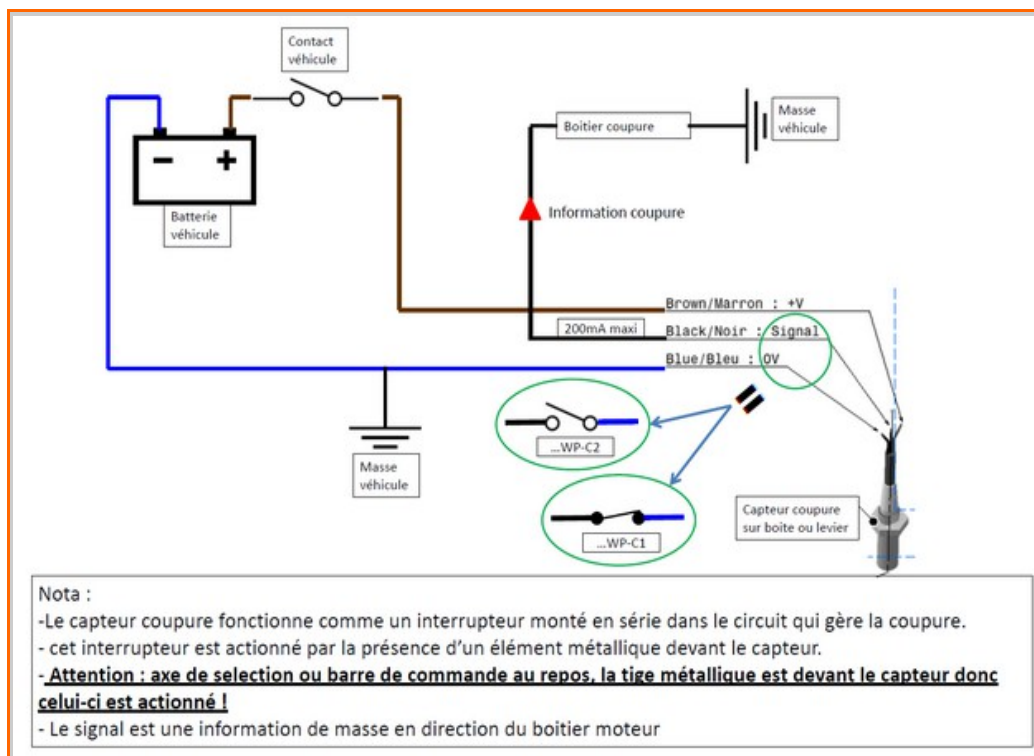 Contact
véhicule
Boitier coupure
Masse
véhicule
−
+
Batterie
véhicule
Information coupure
Brown/Marron : +V
200mA maxi
Black/Noir : Signal
Blue/Bleu : 0V
...WP-C2
Masse
véhicule
...WP-C1
Capteur coupure
sur boite ou levier
Nota :
-Le capteur coupure fonctionne comme un interrupteur monté en série dans le circuit qui gère la coupure.
- cet interrupteur est actionné par la présence d'un élément métallique devant le capteur.
- Attention : axe de selection ou barre de commande au repos, la tige métallique est devant le capteur donc
celui-ci est actionné !
- Le signal est une information de masse en direction du boitier moteur